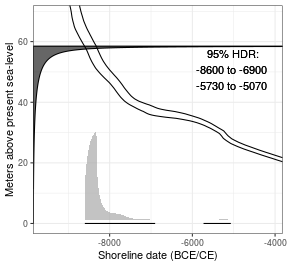 Meters above present sea-level
60
40
20
0
95% HDR:
-8600 to -6900
-5730 to -5070
-8000
-6000
-4000
Shoreline date (BCE/CE)